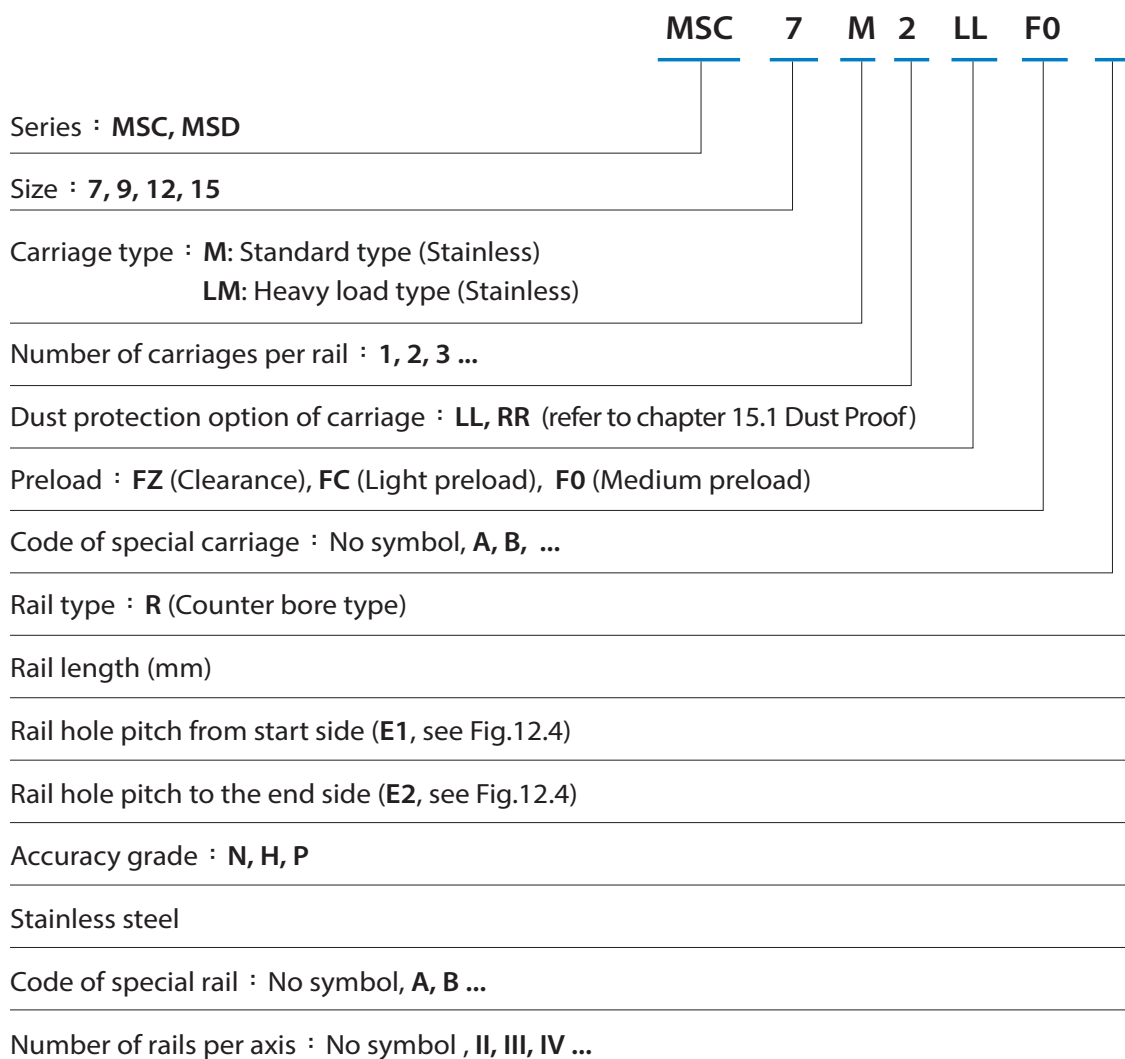 MSC 7 M 2 LL F0
Series : MSC, MSD
Size : 7, 9, 12, 15
Carriage type : M: Standard type (Stainless)
LM: Heavy load type (Stainless)
Number of carriages per rail : 1, 2, 3 ...
Dust protection option of carriage : LL, RR (refer to chapter 15.1 Dust Proof)
Preload : FZ (Clearance), FC (Light preload), F0 (Medium preload)
Code of special carriage : No symbol, A, B, ...
Rail type : R (Counter bore type)
Rail length (mm)
Rail hole pitch from start side (E1, see Fig.12.4)
Rail hole pitch to the end side (E2, see Fig.12.4)
Accuracy grade : N, H, P
Stainless steel
Code of special rail : No symbol, A, B ...
Number of rails per axis : No symbol , II, III, IV ...